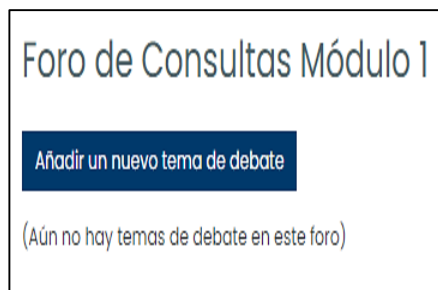 Foro de Consultas Módulo 1
Añadir un nuevo tema de debate
(Aún no hay temas de debate en este foro)